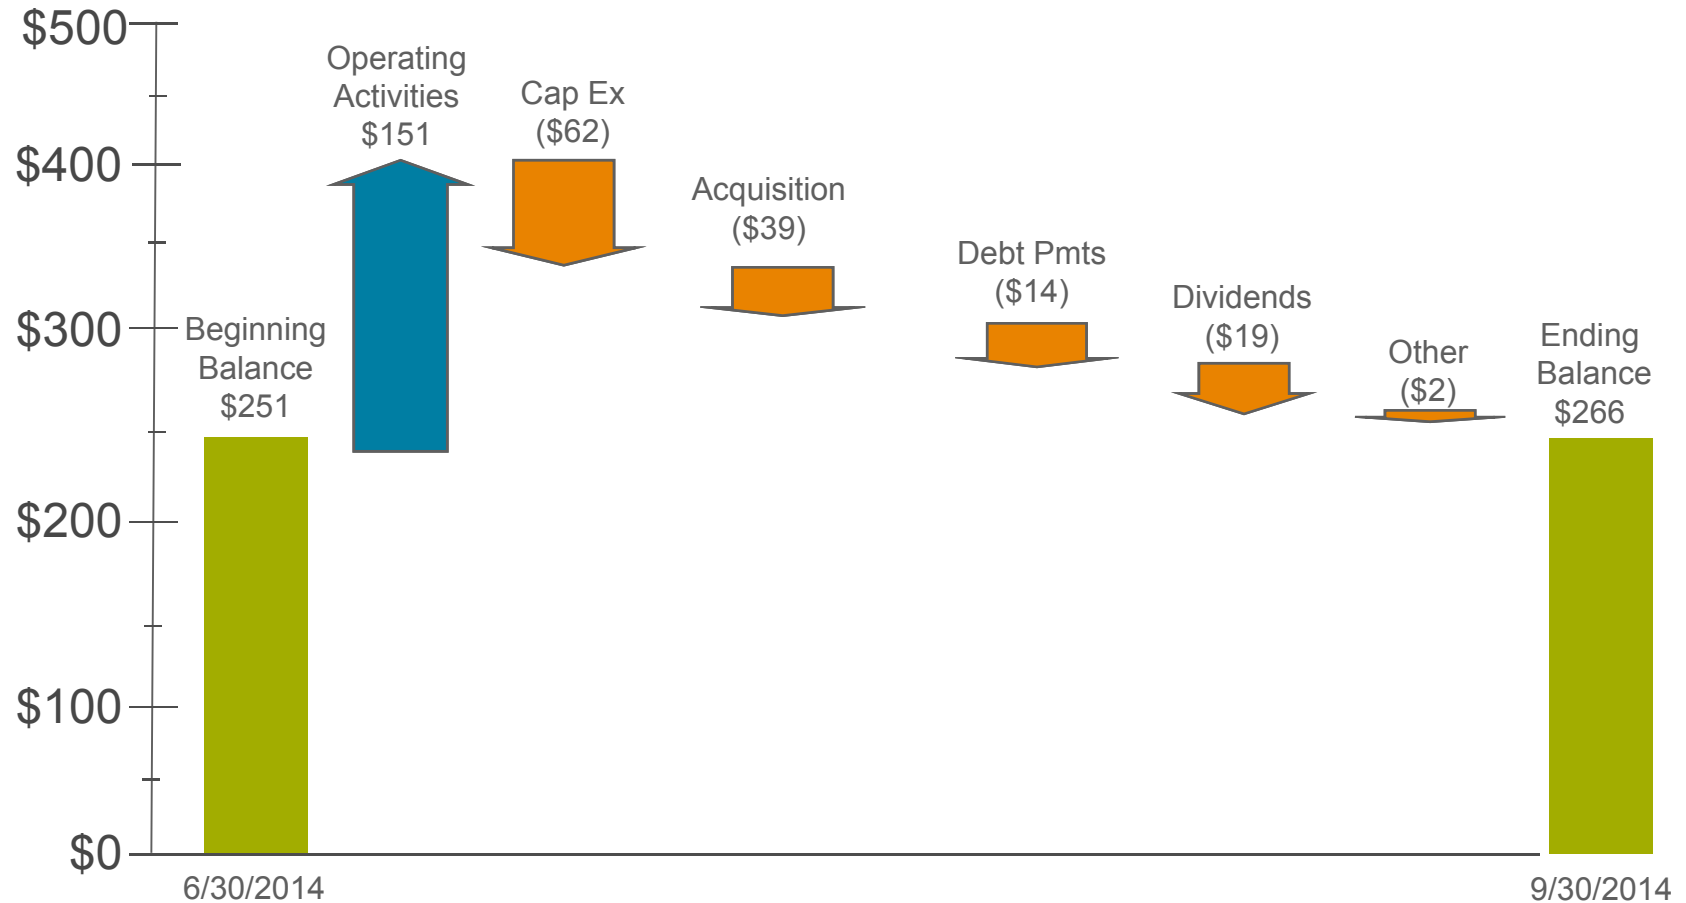 $500
$400
$300
$200
$100
$0
Beginning
Balance
$251
Operating
Activities
$151
Cap Ex
($62)
Acquisition
($39)
Debt Pmts
($14)
Dividends
($19)
Other
($2)
Ending
Balance
$266
6/30/2014
9/30/2014